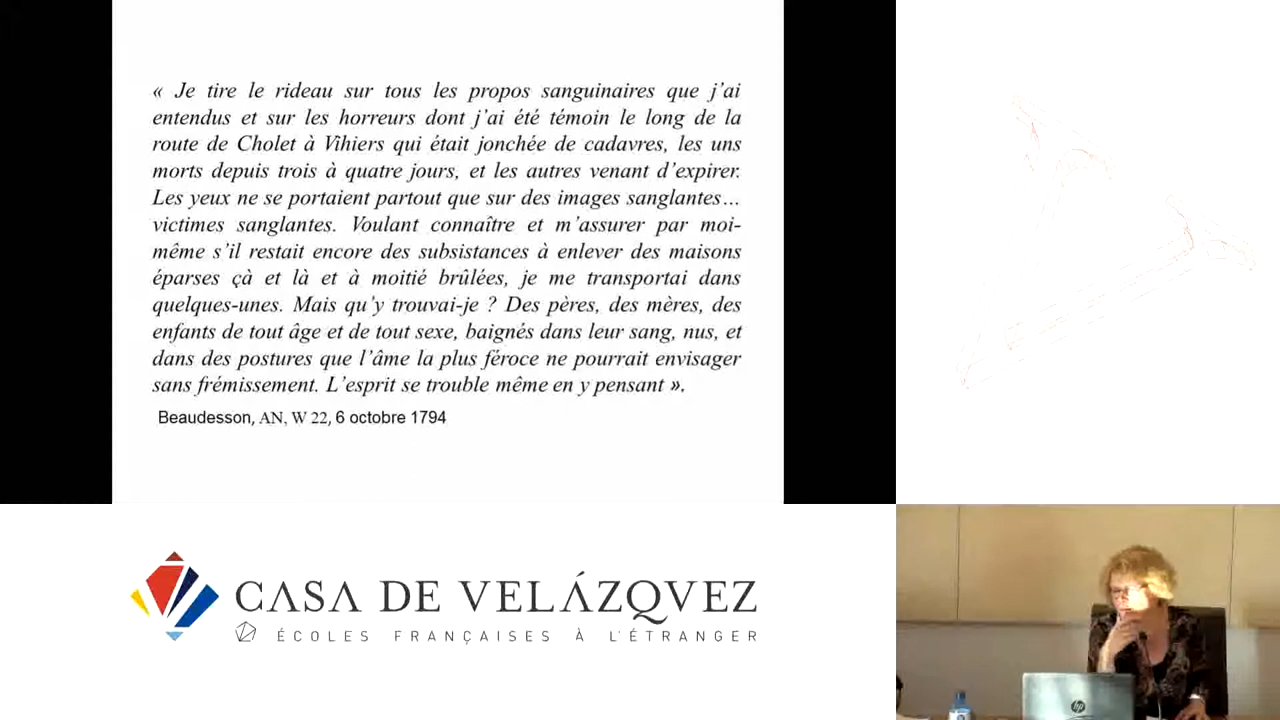 « Je tire le rideau sur tous les propos sanguinaires que j’ai
entendus et sur les horreurs dont j’ai été témoin le long de la
route de Cholet à Vihiers qui était jonchée de cadavres, les uns
morts depuis trois à quatre jours, et les autres venant d’expirer.
Les yeux ne se portaient partout que sur des images sanglantes…
victimes sanglantes. Voulant connaître et m’assurer par moi-
même s’il restait encore des subsistances à enlever des maisons
éparses çà et là et à moitié brûlées, je me transportai dans
quelques-unes. Mais qu’y trouvai-je ? Des pères, des mères, des
enfants de tout âge et de tout sexe, baignés dans leur sang, nus, et
dans des postures que l’âme la plus féroce ne pourrait envisager
sans frémissement. L’esprit se trouble même en y pensant ».
Beaudesson, AN, W 22, 6 octobre 1794
CASA DE VELÁZQVEZ
ÉCOLES FRANÇAISES À L'ÉTRANGER
hp